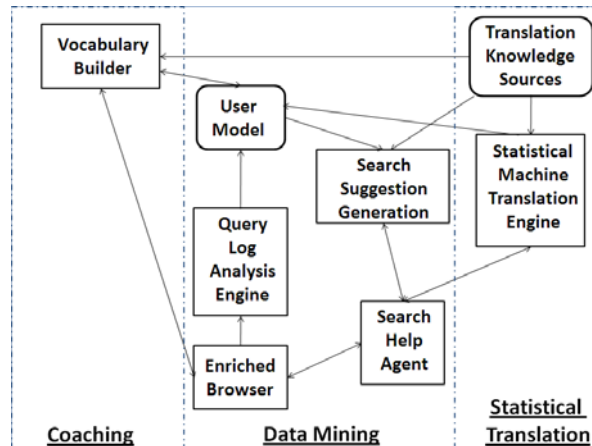 Vocabulary
Builder
Translation
Knowledge
Sources
User
Model
Search
Suggestion
Generation
Statistical
Machine
Translation
Engine
Query
Log
Analysis
Engine
Search
Help
Agent
Enriched
Browser
Coaching
Data Mining
Statistical
Translation